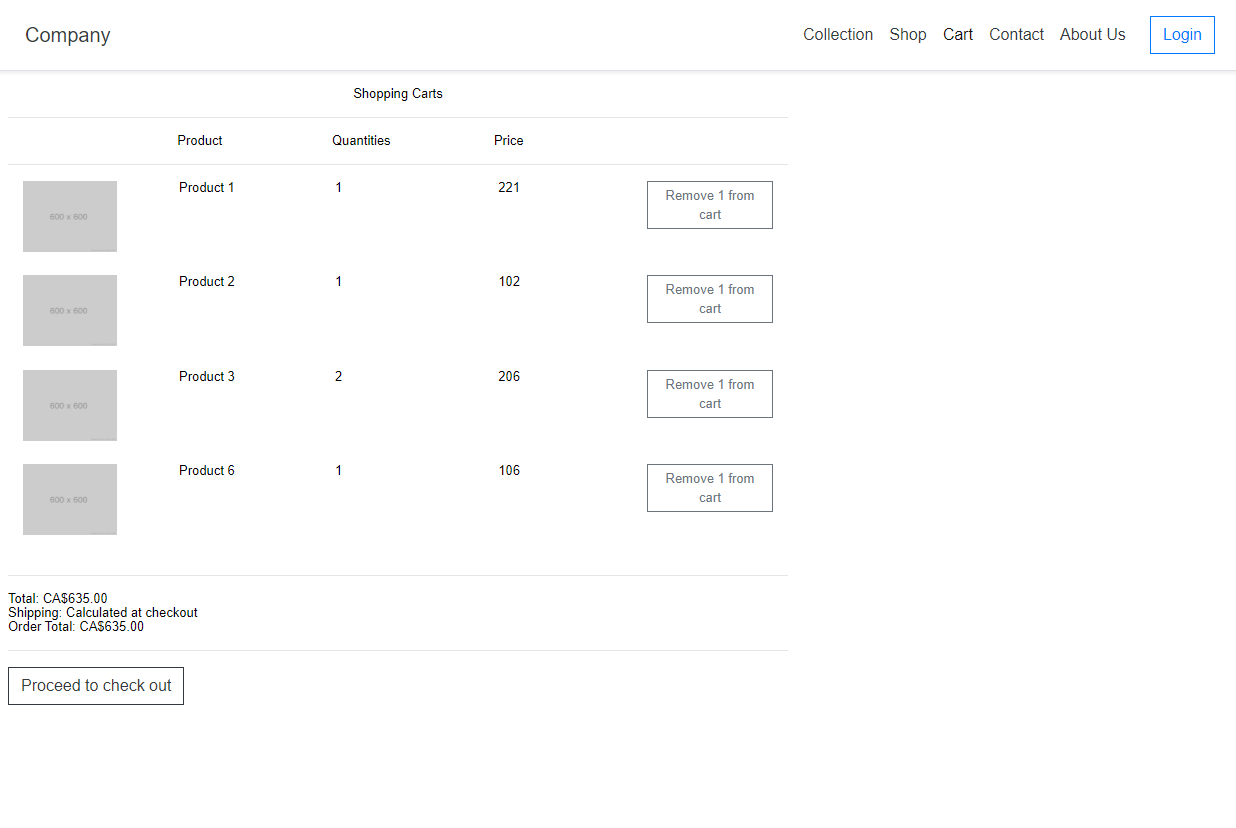 Company Collection Shop Cart Contact About Us Login
Shopping Carts
Product Quantities Price
600 x 600 Product 1 1 221 Remove 1 from
cart
600 x 600 Product 2 1 102 Remove 1 from
cart
600 x 600 Product 3 2 206 Remove 1 from
cart
600 x 600 Product 6 1 106 Remove 1 from
cart
Total: CA$635.00
Shipping: Calculated at checkout
Order Total: CA$635.00
Proceed to check out